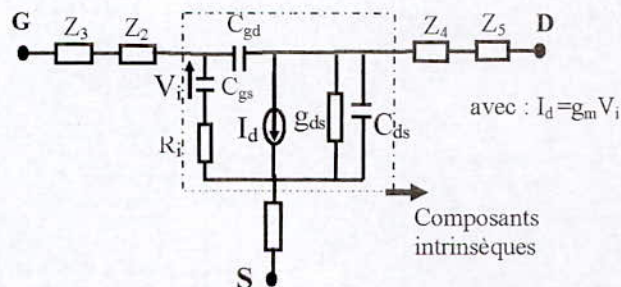 G
Z3
Z2
Cgd
Z4
Z5
D
Vi
Cgs
Ri
Id
gds
Cds
avec : Id=gmVi
Composants
intrinsèques
S